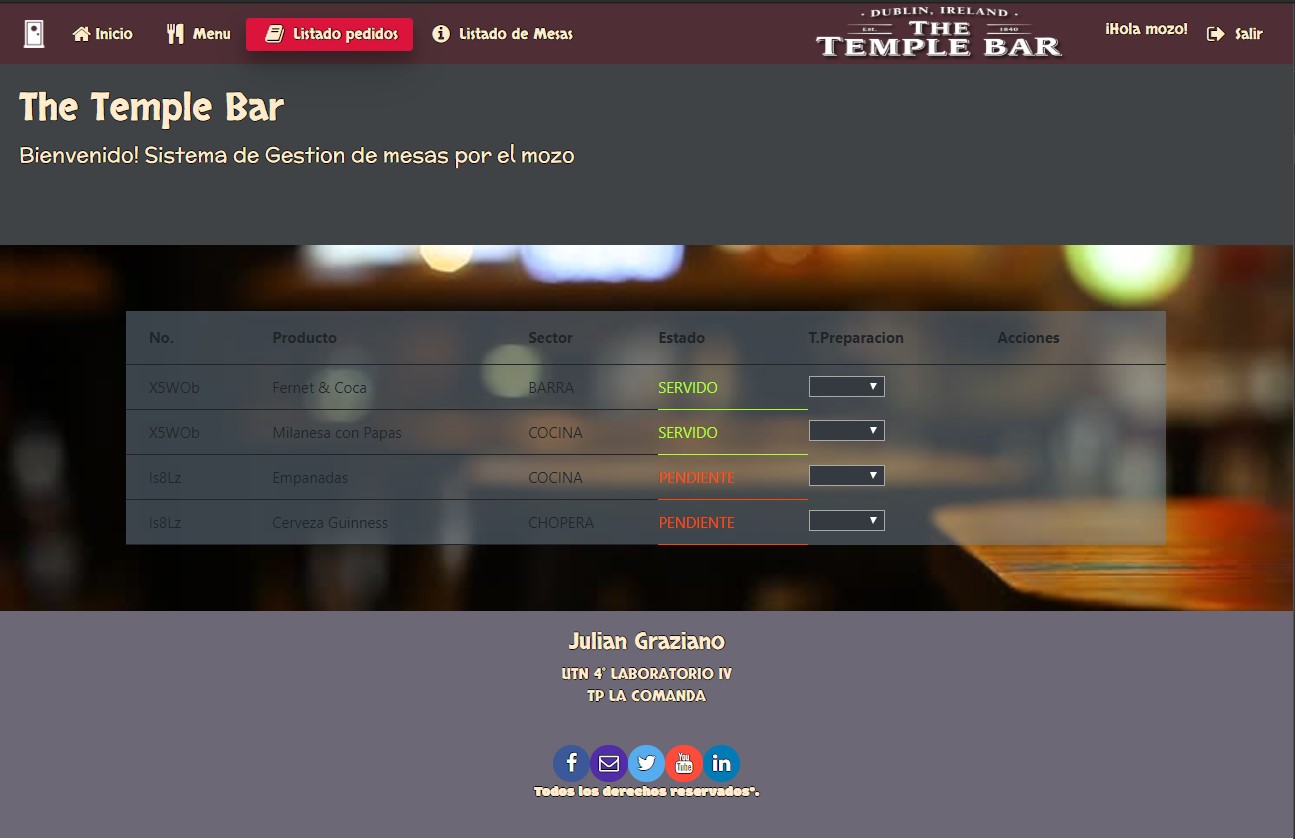 Inicio Menu Listado pedidos Listado de Mesas
· DUBLIN, IRELAND ·
THE
Est. 1840
TEMPLE BAR
¡Hola mozo! Salir
The Temple Bar
Bienvenido! Sistema de Gestion de mesas por el mozo
No. Producto Sector Estado T.Preparacion Acciones
X5WOb Fernet & Coca BARRA SERVIDO
X5WOb Milanesa con Papas COCINA SERVIDO
Is8Lz Empanadas COCINA PENDIENTE
Is8Lz Cerveza Guinness CHOPERA PENDIENTE
Julian Graziano
UTN 4° LABORATORIO IV
TP LA COMANDA
You
Tube
Todos los derechos reservados°.